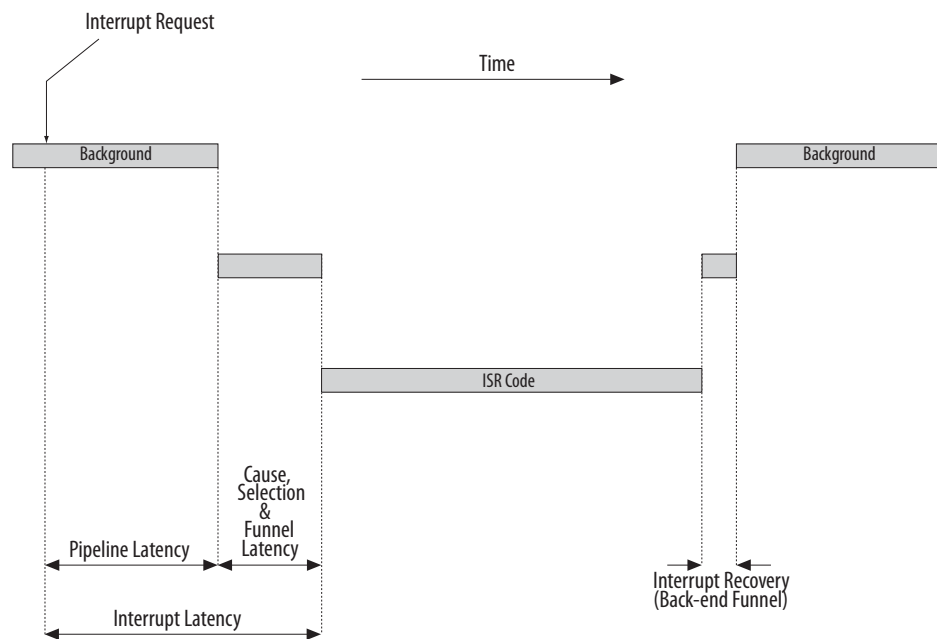 Interrupt Request
Time
Background
Background
ISR Code
Cause,
Selection
&
Funnel
Latency
Pipeline Latency
Interrupt Recovery
(Back-end Funnel)
Interrupt Latency